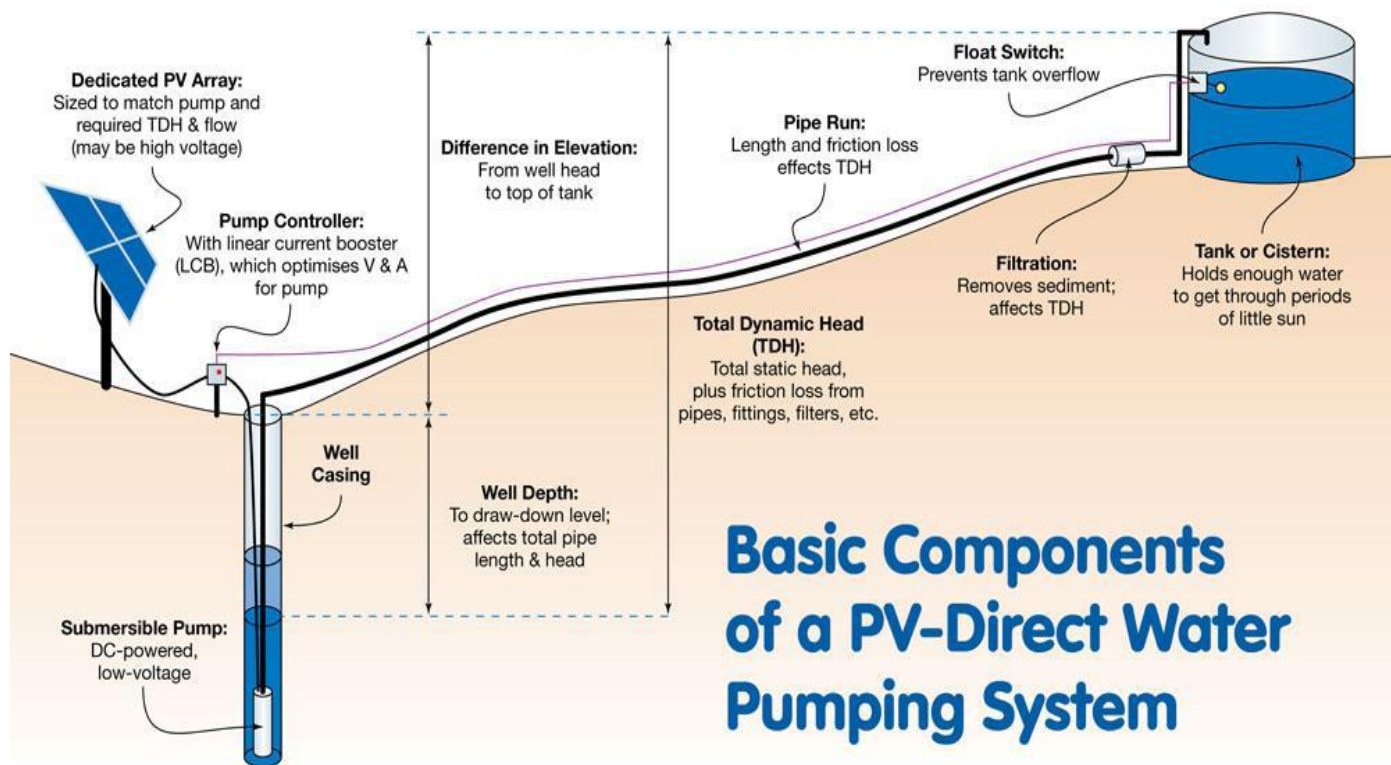 Dedicated PV Array:
Sized to match pump and
required TDH & flow
(may be high voltage)
Pump Controller:
With linear current booster
(LCB), which optimises V & A
for pump
Difference in Elevation:
From well head
to top of tank
Float Switch:
Prevents tank overflow
Pipe Run:
Length and friction loss
effects TDH
Filtration:
Removes sediment;
affects TDH
Tank or Cistern:
Holds enough water
to get through periods
of little sun
Total Dynamic Head
(TDH):
Total static head,
plus friction loss from
pipes, fittings, filters, etc.
Well
Casing
Well Depth:
To draw-down level;
affects total pipe
length & head
Submersible Pump:
DC-powered,
low-voltage
Basic Components
of a PV-Direct Water
Pumping System